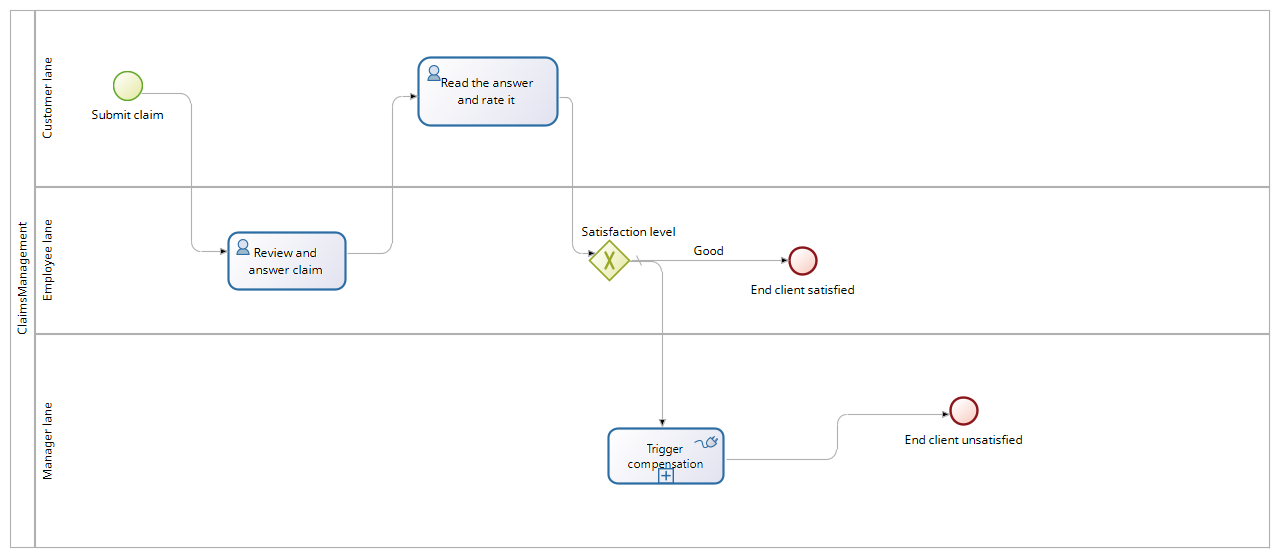 ClaimsManagement
Customer lane
Submit claim
Read the answer
and rate it
Employee lane
Review and
answer claim
Satisfaction level
Good
End client satisfied
Manager lane
Trigger
compensation
End client unsatisfied